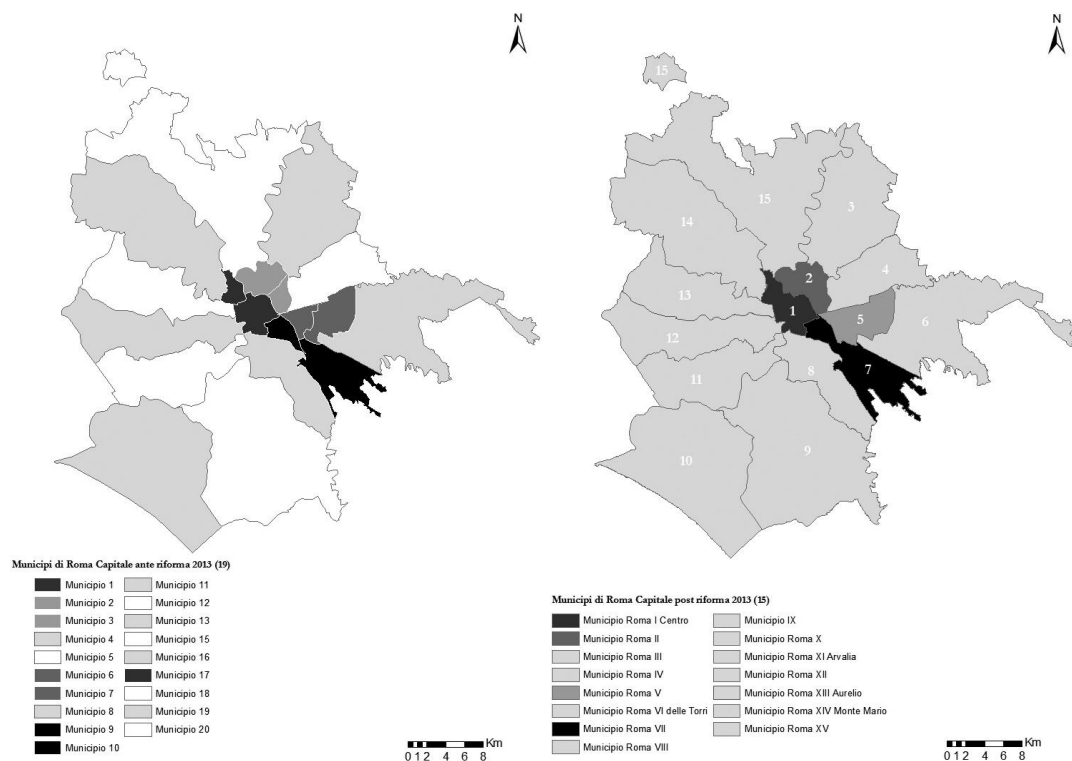 N
Municipi di Roma Capitale ante riforma 2013 (19)
Municipio 1
Municipio 2
Municipio 3
Municipio 4
Municipio 5
Municipio 6
Municipio 7
Municipio 8
Municipio 9
Municipio 10
Municipio 11
Municipio 12
Municipio 13
Municipio 15
Municipio 16
Municipio 17
Municipio 18
Municipio 19
Municipio 20
Km
0 1 2 4 6 8
N
15
15
3
14
2
4
13
1
5
6
12
7
8
11
9
10
Municipi di Roma Capitale post riforma 2013 (15)
Municipio Roma I Centro
Municipio Roma II
Municipio Roma III
Municipio Roma IV
Municipio Roma V
Municipio Roma VI delle Torri
Municipio Roma VII
Municipio Roma VIII
Municipio IX
Municipio Roma X
Municipio Roma XI Arvalia
Municipio Roma XII
Municipio Roma XIII Aurelio
Municipio Roma XIV Monte Mario
Municipio Roma XV
Km
0 1 2 4 6 8